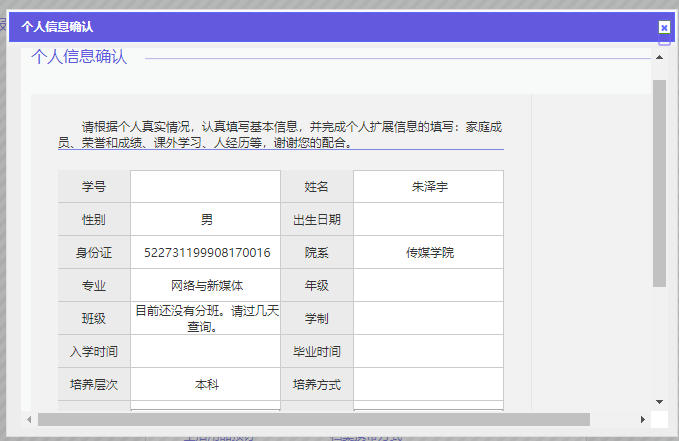 个人信息确认
个人信息确认
请根据个人真实情况，认真填写基本信息，并完成个人扩展信息的填写：家庭成
员、荣誉和成绩、课外学习、人经历等，谢谢您的配合。
学号 姓名 朱泽宇
性别 男 出生日期
身份证 522731199908170016 院系 传媒学院
专业 网络与新媒体 年级
班级 目前还没有分班。请过几天
查询。 学制
入学时间 毕业时间
培养层次 本科 培养方式